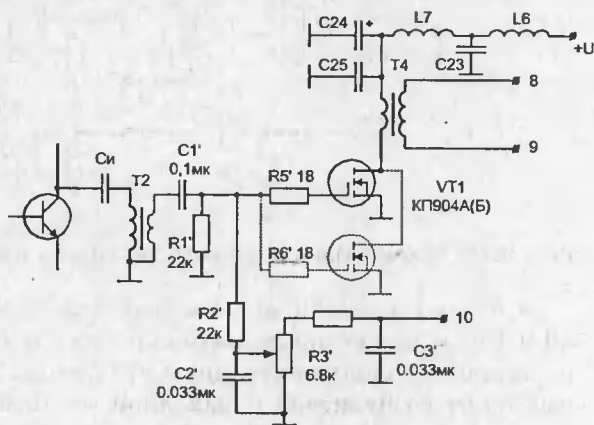 C24
+
L7
L6
C25
T4
C23
+U
8
9
Cи
T2
C1'
0,1мк
R5' 18
VT1
КП904А(Б)
R1'
22к
R6' 18
R2'
22к
10
R3'
6.8к
C2'
0.033мк
C3'
0.033мк